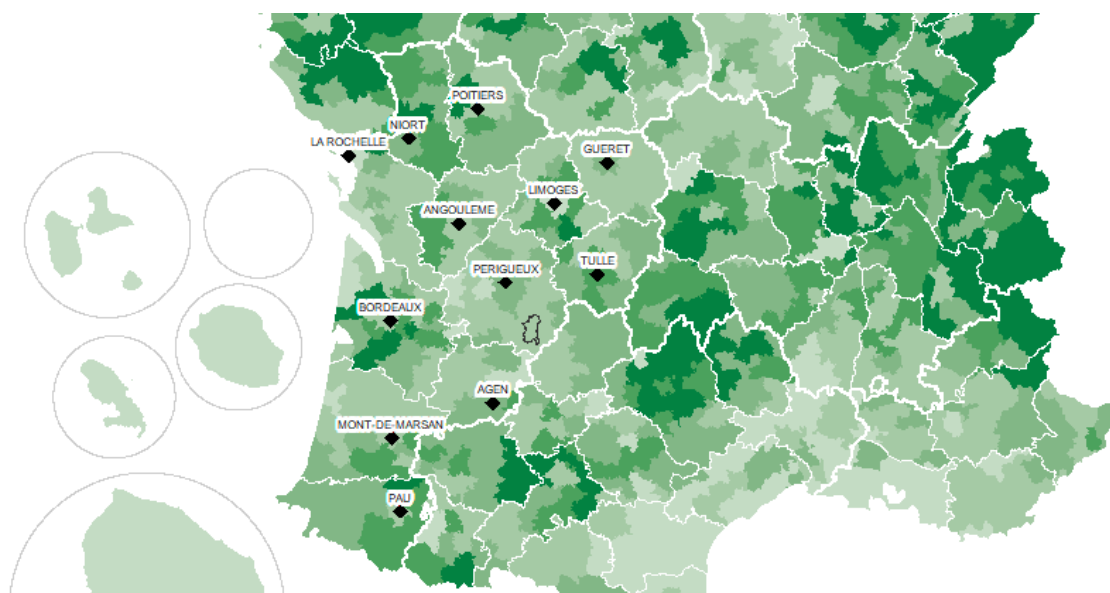 POITIERS
NIORT
LA ROCHELLE
GUERET
LIMOGES
ANGOULEME
TULLE
PERIGUEUX
BORDEAUX
AGEN
MONT-DE-MARSAN
PAU